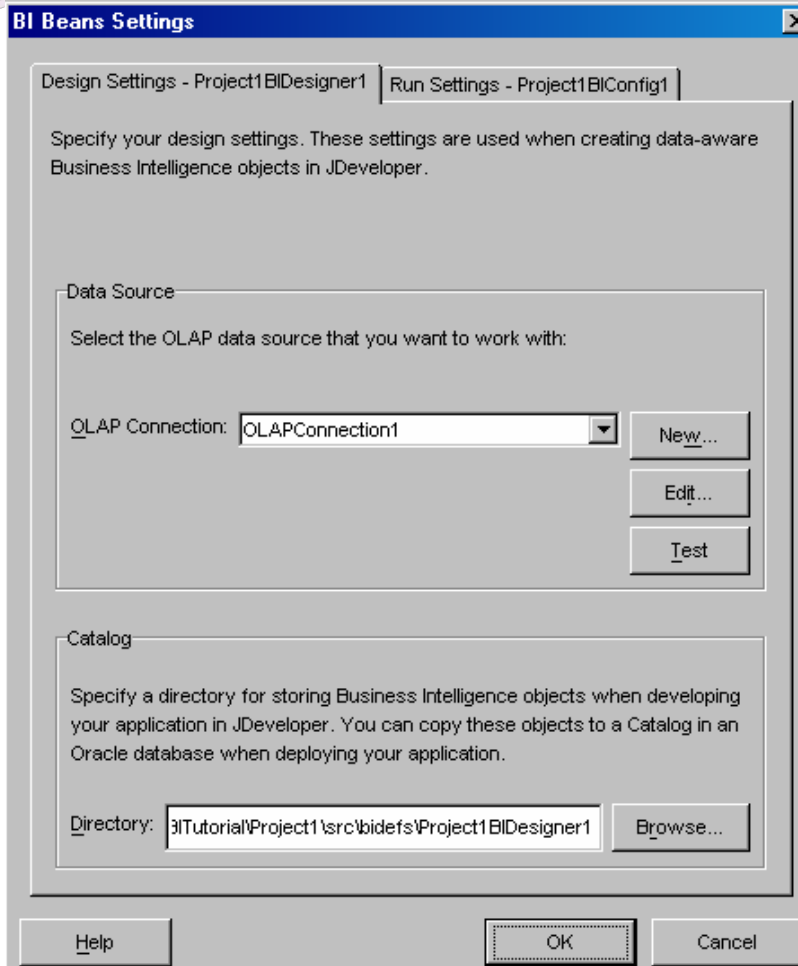 BI Beans Settings
Design Settings - Project1BIDesigner1
Run Settings - Project1BIConfig1
Specify your design settings. These settings are used when creating data-aware
Business Intelligence objects in JDeveloper.
Data Source
Select the OLAP data source that you want to work with:
OLAP Connection: OLAPConnection1
New...
Edit...
Test
Catalog
Specify a directory for storing Business Intelligence objects when developing
your application in JDeveloper. You can copy these objects to a Catalog in an
Oracle database when deploying your application.
Directory: BITutorial\Project1\src\bidefs\Project1BIDesigner1 Browse...
Help OK Cancel